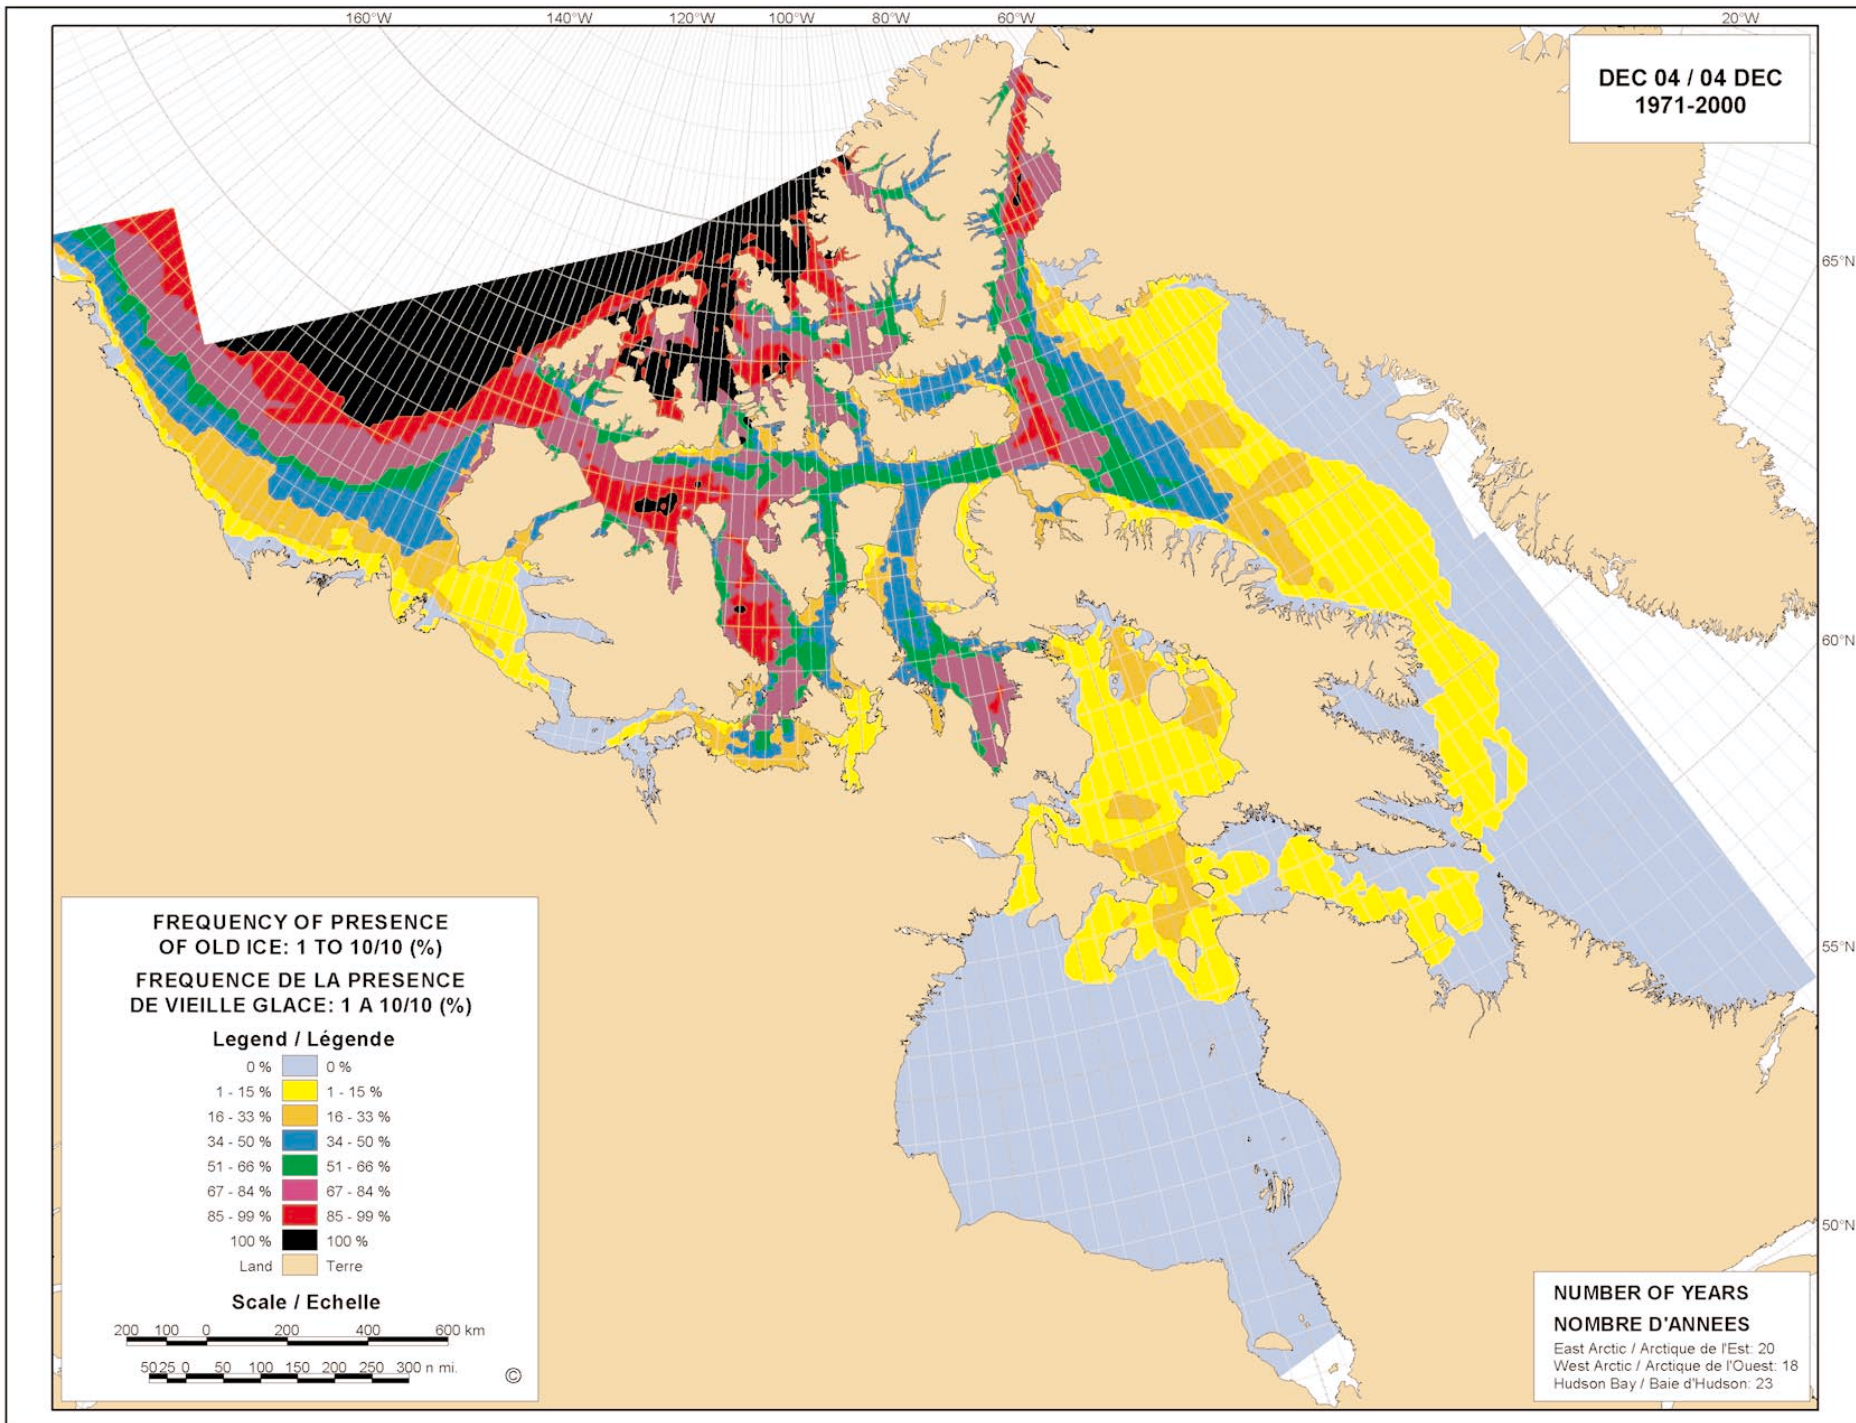 160°W 140°W 120°W 100°W 80°W 60°W 20°W
DEC 04 / 04 DEC
1971-2000
65°N
60°N
55°N
50°N
FREQUENCY OF PRESENCE
OF OLD ICE: 1 TO 10/10 (%)
FREQUENCE DE LA PRESENCE
DE VIEILLE GLACE: 1 A 10/10 (%)
Legend / Légende
0 % 0 %
1 - 15 % 1 - 15 %
16 - 33 % 16 - 33 %
34 - 50 % 34 - 50 %
51 - 66 % 51 - 66 %
67 - 84 % 67 - 84 %
85 - 99 % 85 - 99 %
100 % 100 %
Land Terre
Scale / Echelle
200 100 0 200 400 600 km
50 25 0 50 100 150 200 250 300 n mi.
©
NUMBER OF YEARS
NOMBRE D'ANNEES
East Arctic / Arctique de l'Est: 20
West Arctic / Arctique de l'Ouest: 18
Hudson Bay / Baie d'Hudson: 23